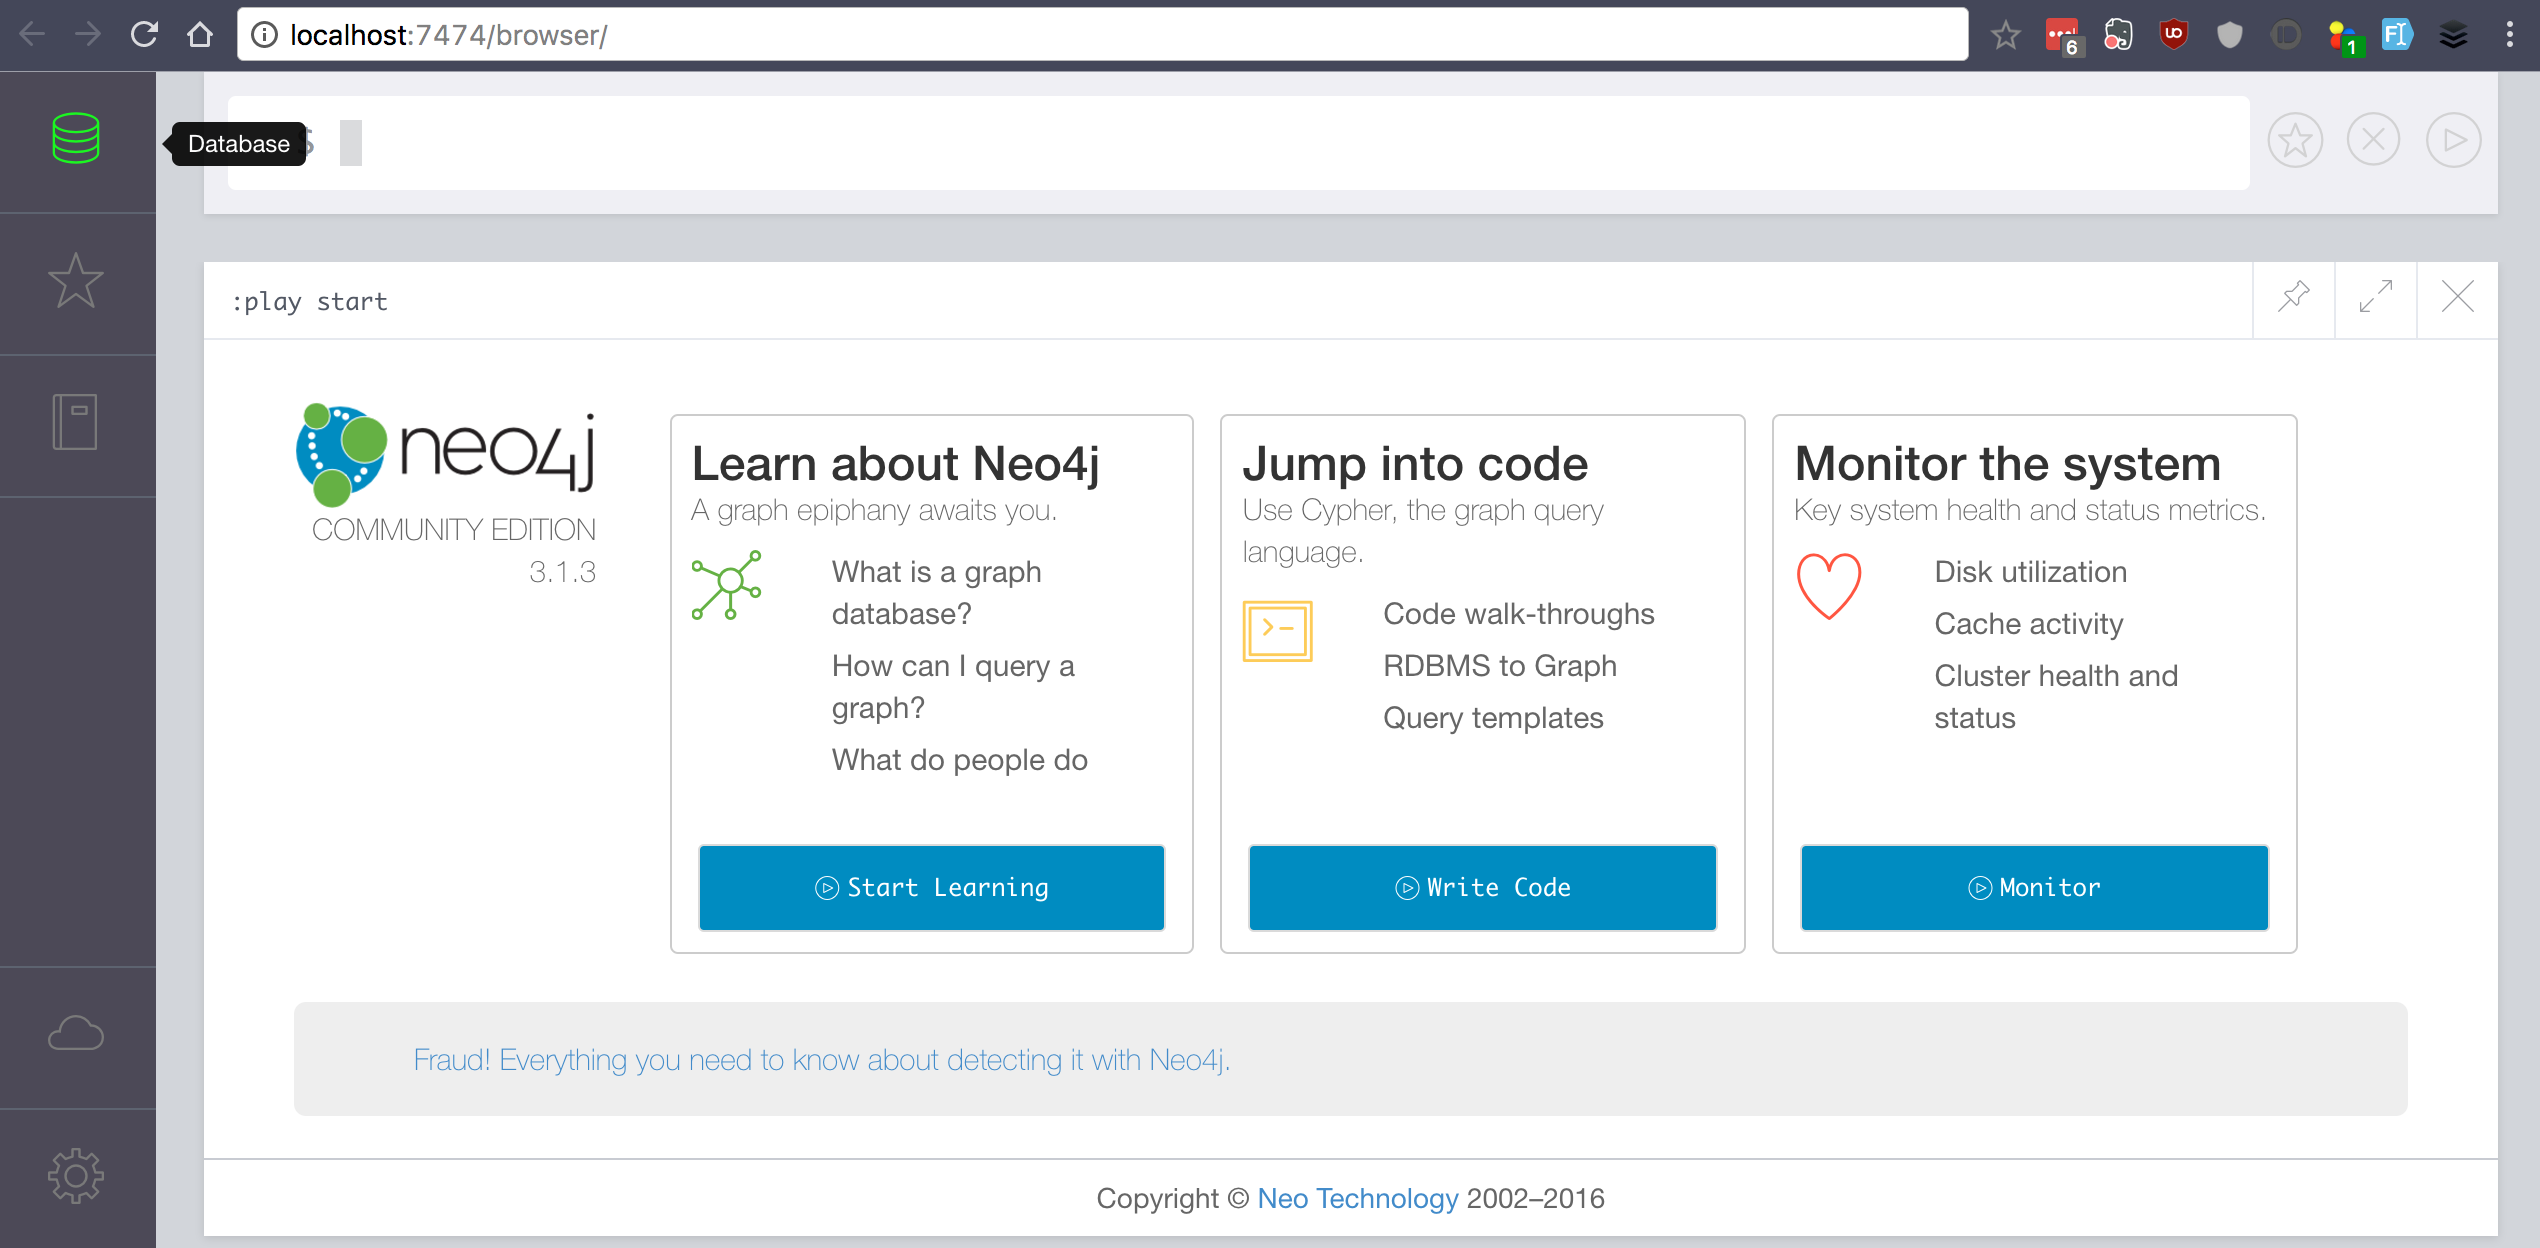 localhost:7474/browser/
6
1
Database
$
:play start
neo4j
COMMUNITY EDITION
3.1.3
Learn about Neo4j
A graph epiphany awaits you.
What is a graph
database?
How can I query a
graph?
What do people do
Start Learning
Jump into code
Use Cypher, the graph query
language.
Code walk-throughs
RDBMS to Graph
Query templates
Write Code
Monitor the system
Key system health and status metrics.
Disk utilization
Cache activity
Cluster health and
status
Monitor
Fraud! Everything you need to know about detecting it with Neo4j.
Copyright © Neo Technology 2002–2016